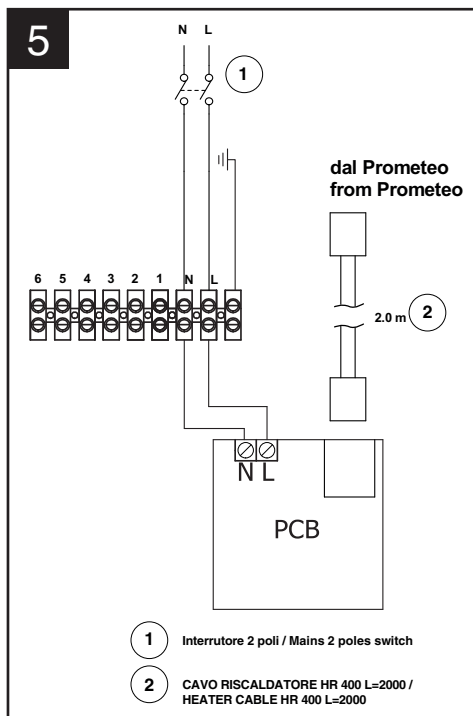 5
N L
1
dal Prometeo
from Prometeo
2.0 m 2
6 5 4 3 2 1 N L
N L
PCB
1 Interrutore 2 poli / Mains 2 poles switch
2 CAVO RISCALDATORE HR 400 L=2000 /
HEATER CABLE HR 400 L=2000